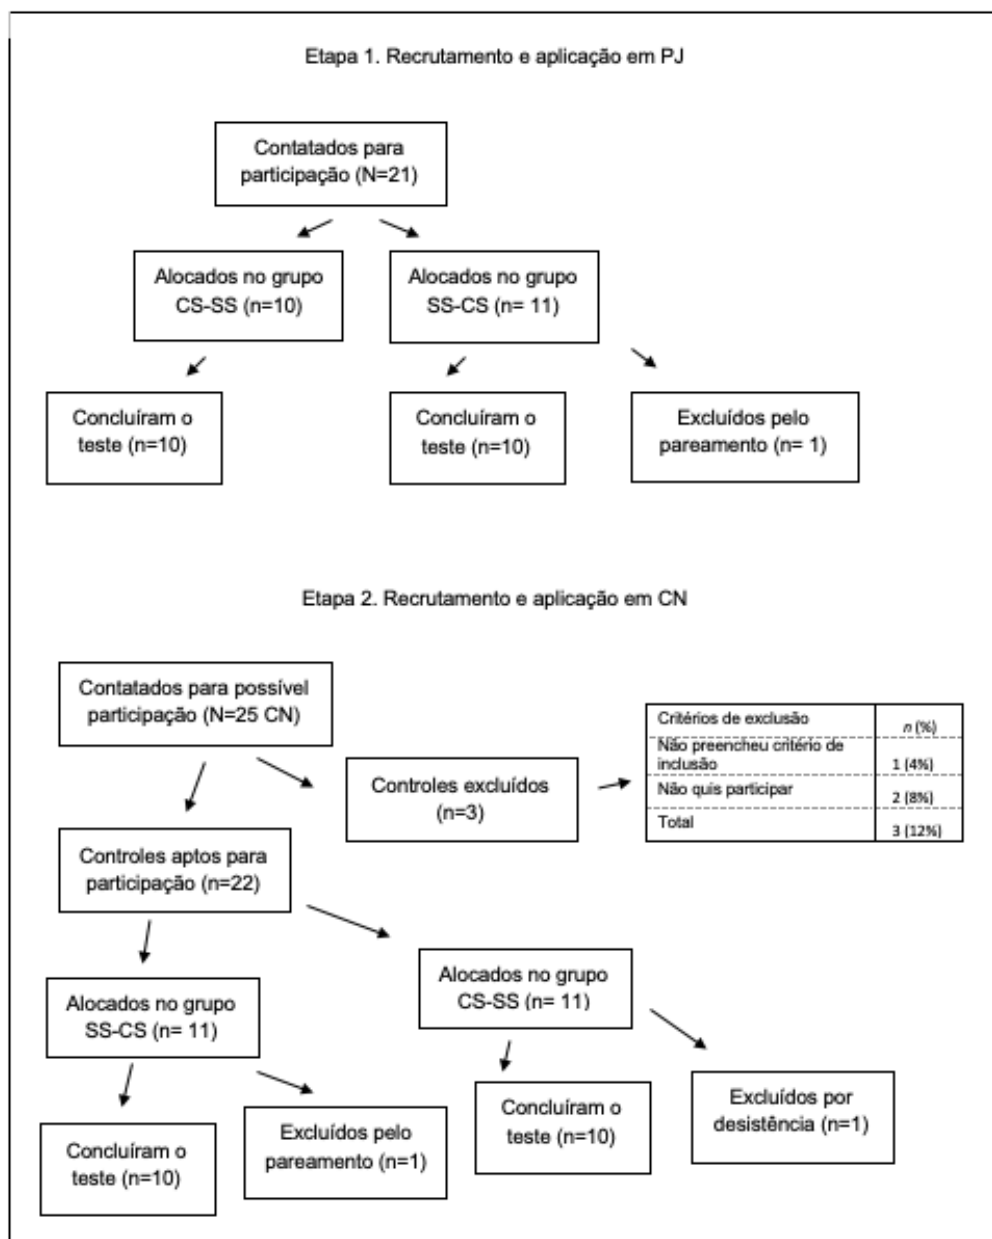 Etapa 1. Recrutamento e aplicação em PJ
Contatados para
participação (N=21)
Alocados no grupo
CS-SS (n=10)
Alocados no grupo
SS-CS (n= 11)
Concluíram o
teste (n=10)
Concluíram o
teste (n=10)
Excluídos pelo
pareamento (n= 1)
Etapa 2. Recrutamento e aplicação em CN
Contatados para possível
participação (N=25 CN)
Controles excluídos
(n=3)
Critérios de exclusão n (%)
Não preencheu critério de
inclusão 1 (4%)
Não quis participar 2 (8%)
Total 3 (12%)
Controles aptos para
participação (n=22)
Alocados no grupo
SS-CS (n= 11)
Alocados no grupo
CS-SS (n= 11)
Concluíram o
teste (n=10)
Excluídos pelo
pareamento (n=1)
Concluíram o
teste (n=10)
Excluídos por
desistência (n=1)